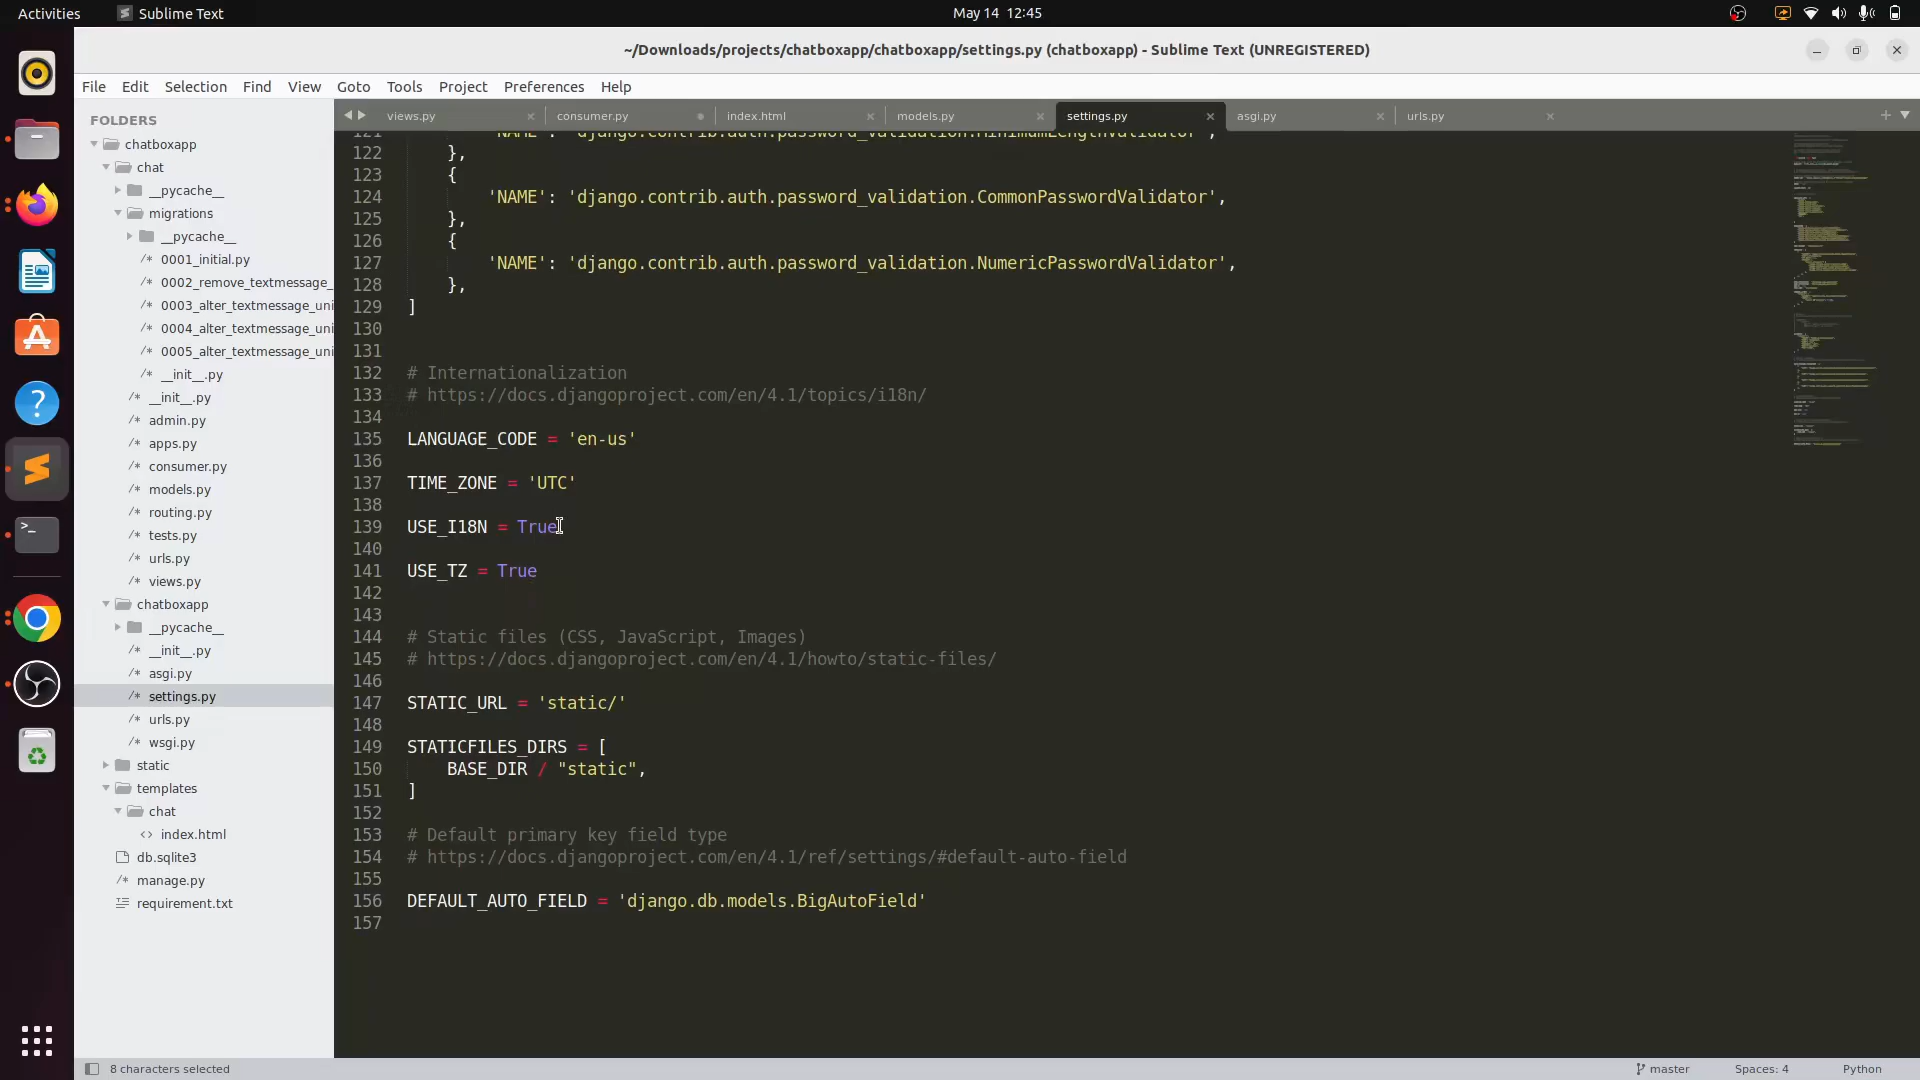 Activities
Sublime Text
May 14 12:45
~/Downloads/projects/chatboxapp/chatboxapp/settings.py (chatboxapp) - Sublime Text (UNREGISTERED)
File Edit Selection Find View Goto Tools Project Preferences Help
FOLDERS
chatboxapp
chat
__pycache__
migrations
__pycache__
0001_initial.py
0002_remove_textmessage_
0003_alter_textmessage_uni
0004_alter_textmessage_uni
0005_alter_textmessage_uni
__init__.py
__init__.py
admin.py
apps.py
consumer.py
models.py
routing.py
tests.py
urls.py
views.py
chatboxapp
__pycache__
__init__.py
asgi.py
settings.py
urls.py
wsgi.py
static
templates
chat
index.html
db.sqlite3
manage.py
requirement.txt
views.py consumer.py index.html models.py settings.py asgi.py urls.py
121 'NAME': 'django.contrib.auth.password_validation.MinimumLengthValidator',
122 },
123 {
124 'NAME': 'django.contrib.auth.password_validation.CommonPasswordValidator',
125 },
126 {
127 'NAME': 'django.contrib.auth.password_validation.NumericPasswordValidator',
128 },
129 ]
130
131
132 # Internationalization
133 # https://docs.djangoproject.com/en/4.1/topics/i18n/
134
135 LANGUAGE_CODE = 'en-us'
136
137 TIME_ZONE = 'UTC'
138
139 USE_I18N = True
140
141 USE_TZ = True
142
143
144 # Static files (CSS, JavaScript, Images)
145 # https://docs.djangoproject.com/en/4.1/howto/static-files/
146
147 STATIC_URL = 'static/'
148
149 STATICFILES_DIRS = [
150 BASE_DIR / "static",
151 ]
152
153 # Default primary key field type
154 # https://docs.djangoproject.com/en/4.1/ref/settings/#default-auto-field
155
156 DEFAULT_AUTO_FIELD = 'django.db.models.BigAutoField'
157
8 characters selected
master
Spaces: 4
Python